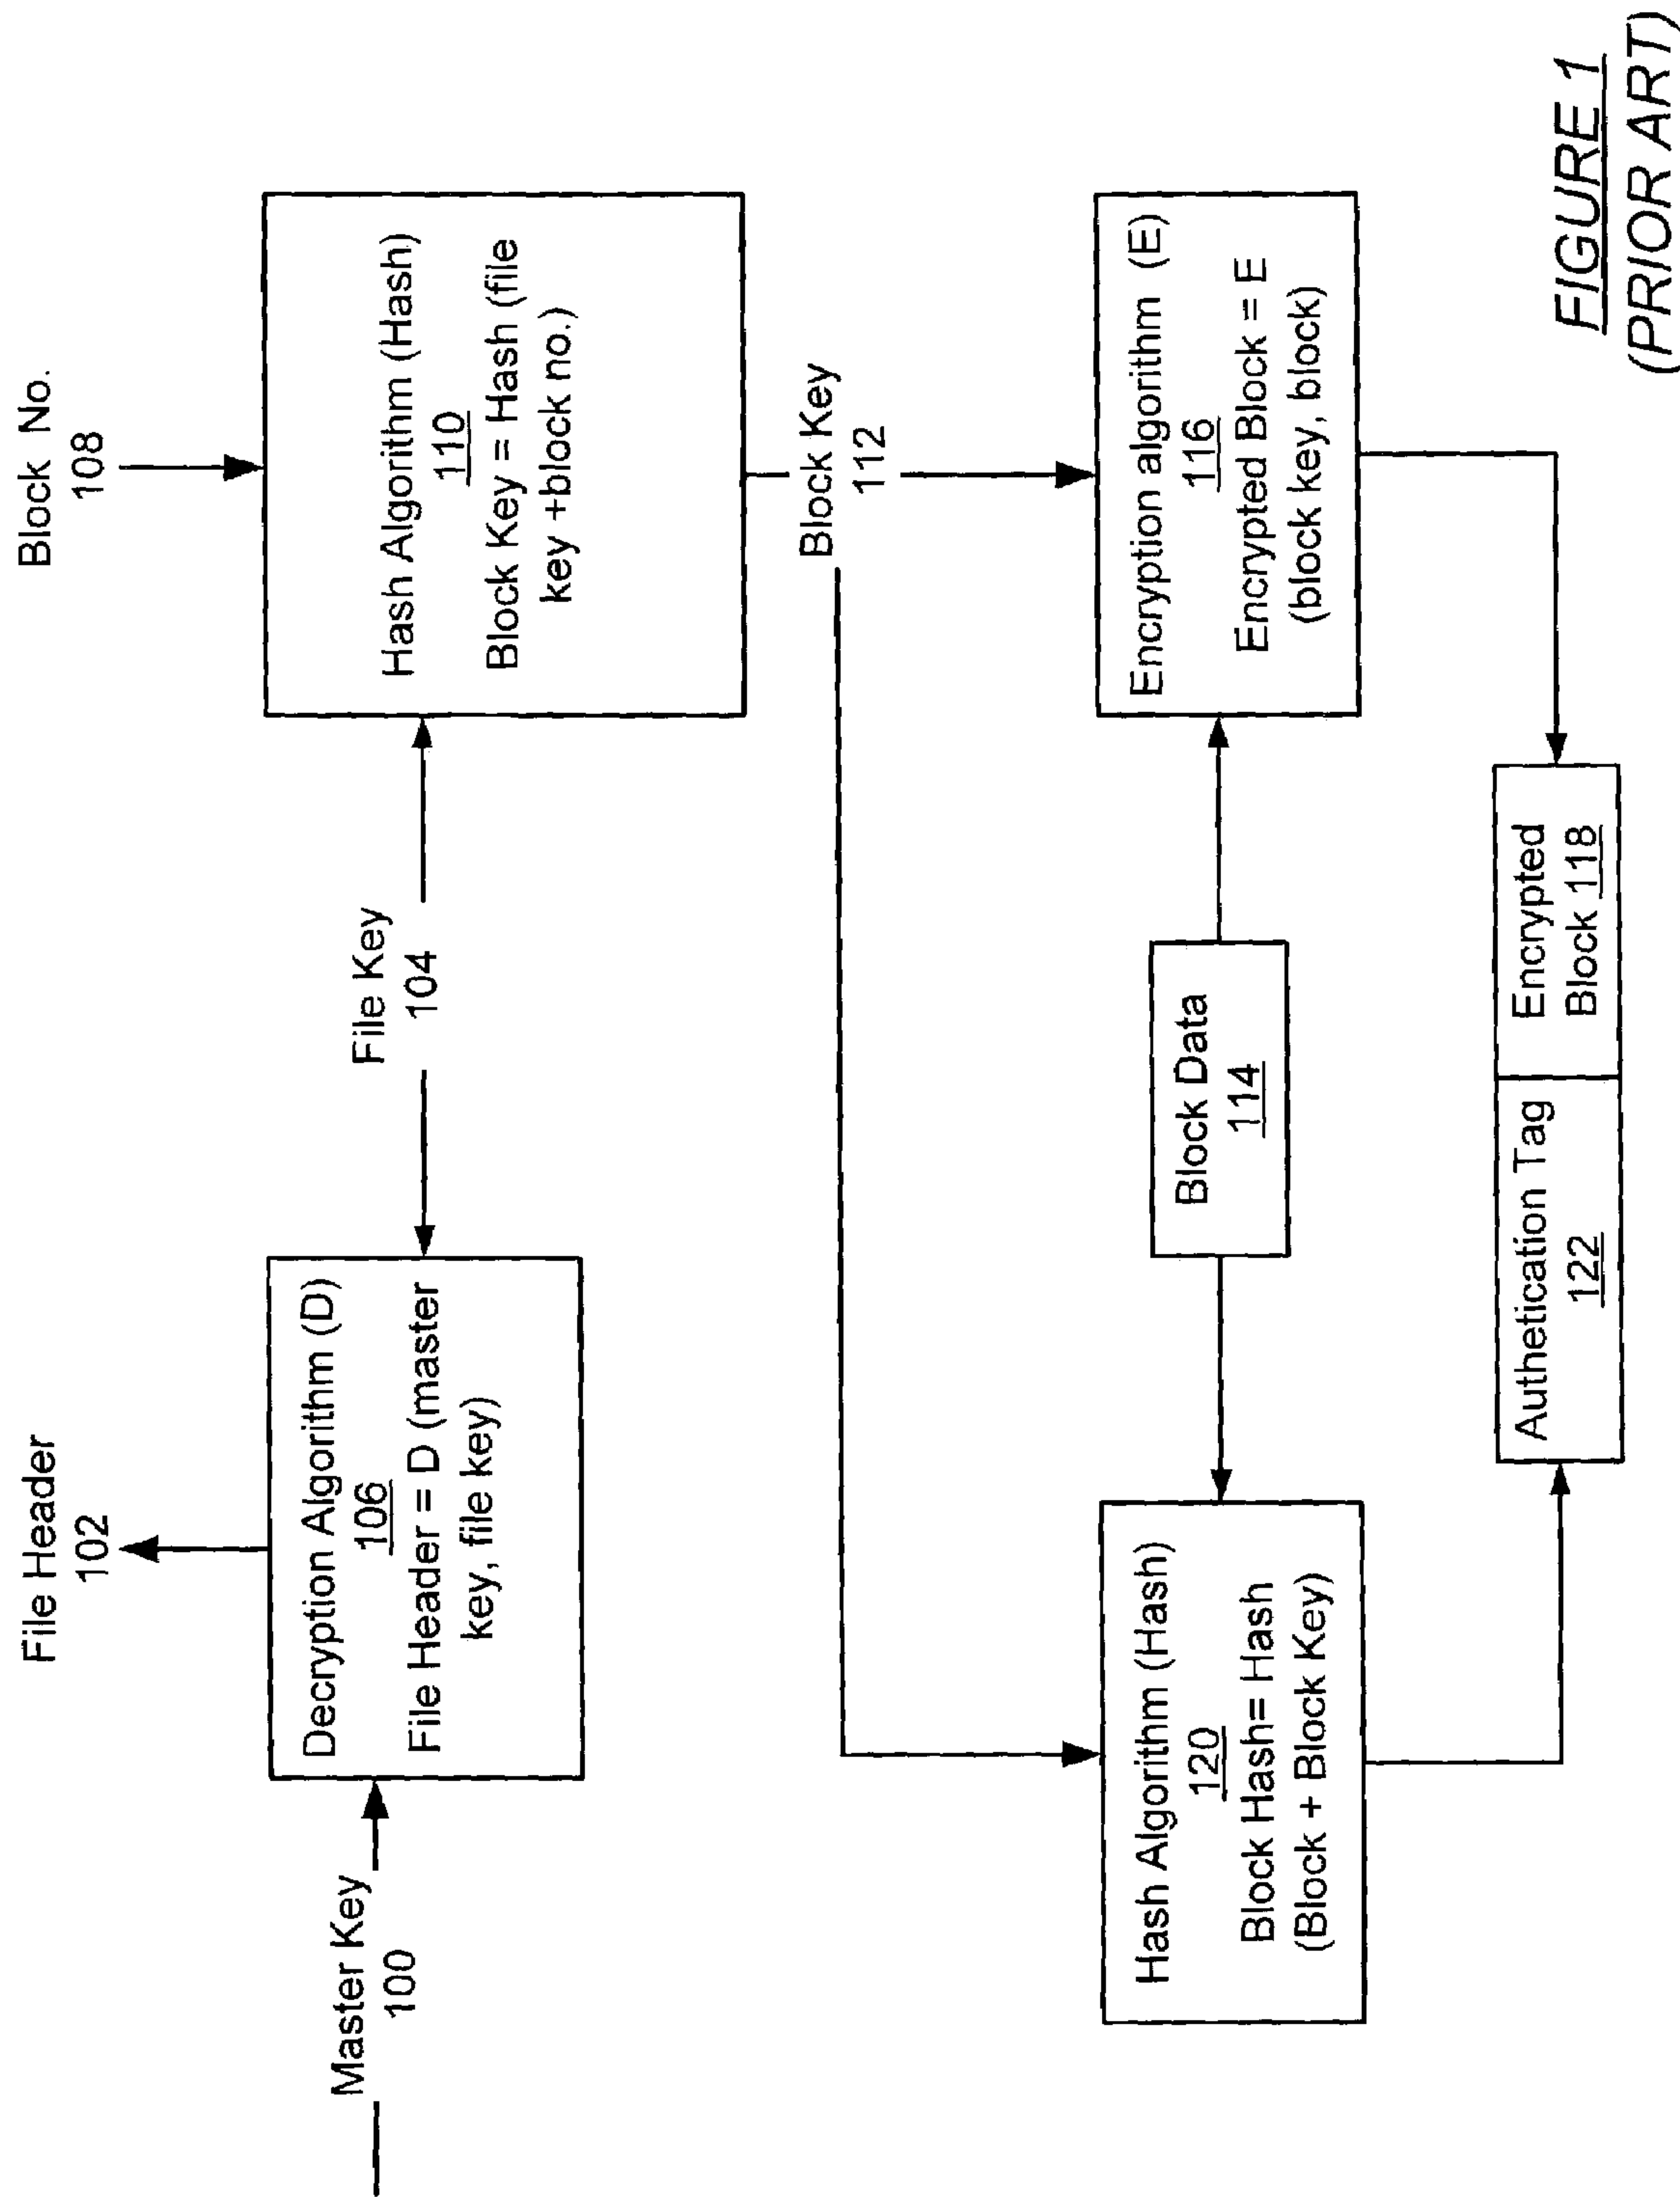 File Header
102
Block No.
108
Master Key
100
Decryption Algorithm (D)
106
File Header = D (master
key, file key)
File Key
104
Hash Algorithm (Hash)
110
Block Key = Hash (file
key +block no.)
Block Key
112
Hash Algorithm (Hash)
120
Block Hash= Hash
(Block + Block Key)
Block Data
114
Encryption algorithm (E)
116
Encrypted Block = E
(block key, block)
Authetication Tag
122
Encrypted
Block 118
FIGURE 1
(PRIOR ART)